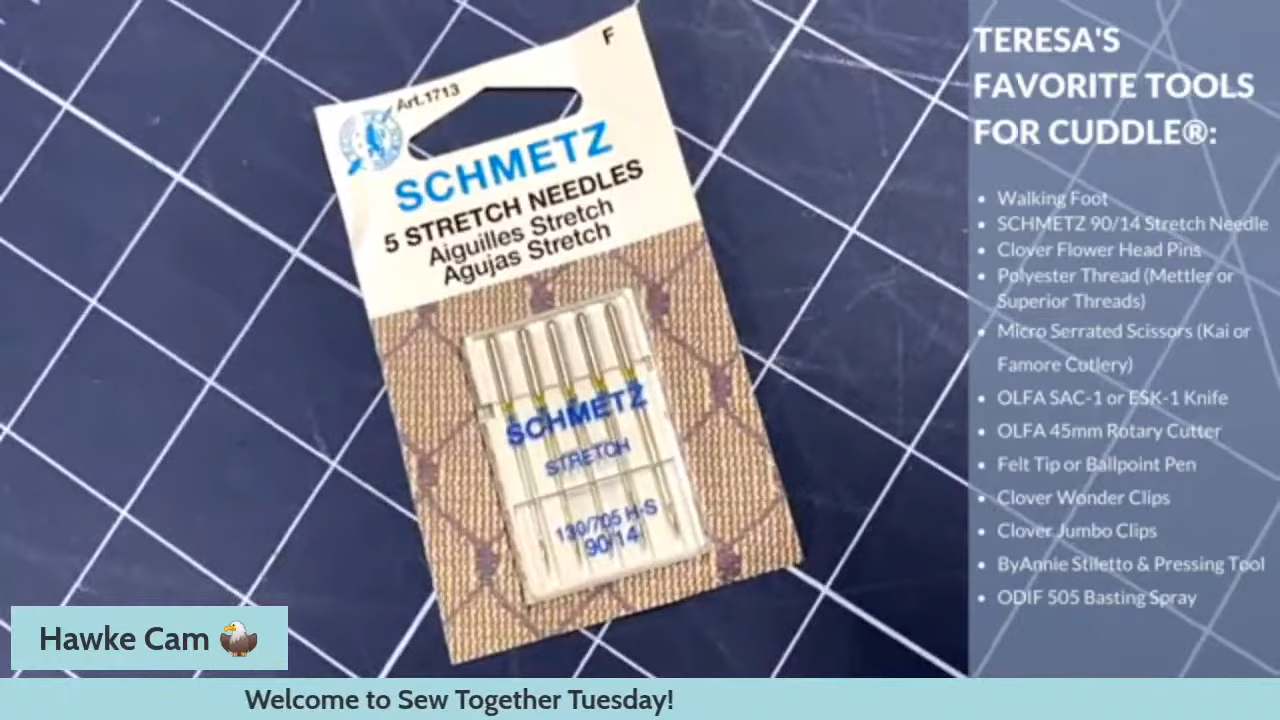 F
Art.1713
SCHMETZ
5 STRETCH NEEDLES
Aiguilles Stretch
Agujas Stretch
SCHMETZ
STRETCH
130/705 H-S
90/14
TERESA'S
FAVORITE TOOLS
FOR CUDDLE®:
• Walking Foot
• SCHMETZ 90/14 Stretch Needle
• Clover Flower Head Pins
• Polyester Thread (Mettler or
Superior Threads)
• Micro Serrated Scissors (Kai or
Famore Cutlery)
• OLFA SAC-1 or ESK-1 Knife
• OLFA 45mm Rotary Cutter
• Felt Tip or Ballpoint Pen
• Clover Wonder Clips
• Clover Jumbo Clips
• ByAnnie Stiletto & Pressing Tool
• ODIF 505 Basting Spray
Hawke Cam 🦅
Welcome to Sew Together Tuesday!